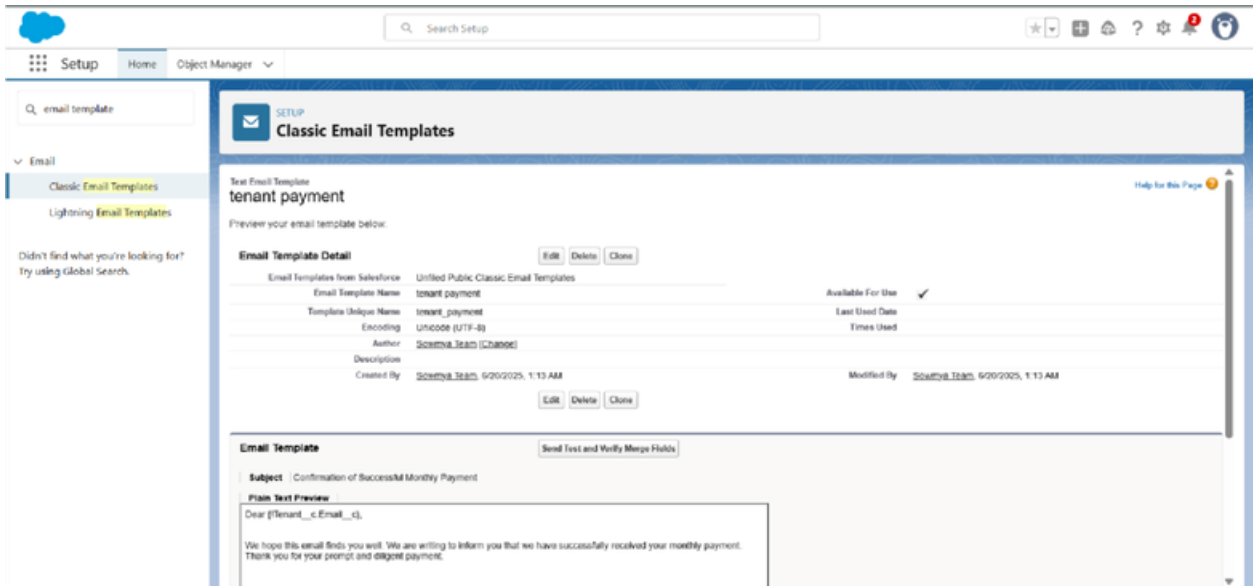 Search Setup
2
Setup
Home
Object Manager
email template
Email
Classic Email Templates
Lightning Email Templates
Didn't find what you're looking for?
Try using Global Search.
SETUP
Classic Email Templates
Text Email Template
tenant payment
Help for this Page
Preview your email template below.
Email Template Detail
Edit Delete Clone
Email Templates from Salesforce Unfiled Public Classic Email Templates
Email Template Name tenant payment Available For Use
Template Unique Name tenant_payment Last Used Date
Encoding Unicode (UTF-8) Times Used
Author Sowmya Team [Change]
Description
Created By Sowmya Team, 6/20/2025, 1:13 AM Modified By Sowmya Team, 6/20/2025, 1:13 AM
Edit Delete Clone
Email Template
Send Test and Verify Merge Fields
Subject Confirmation of Successful Monthly Payment
Plain Text Preview
Dear {!Tenant__c.Email__c},
We hope this email finds you well. We are writing to inform you that we have successfully received your monthly payment.
Thank you for your prompt and diligent payment.